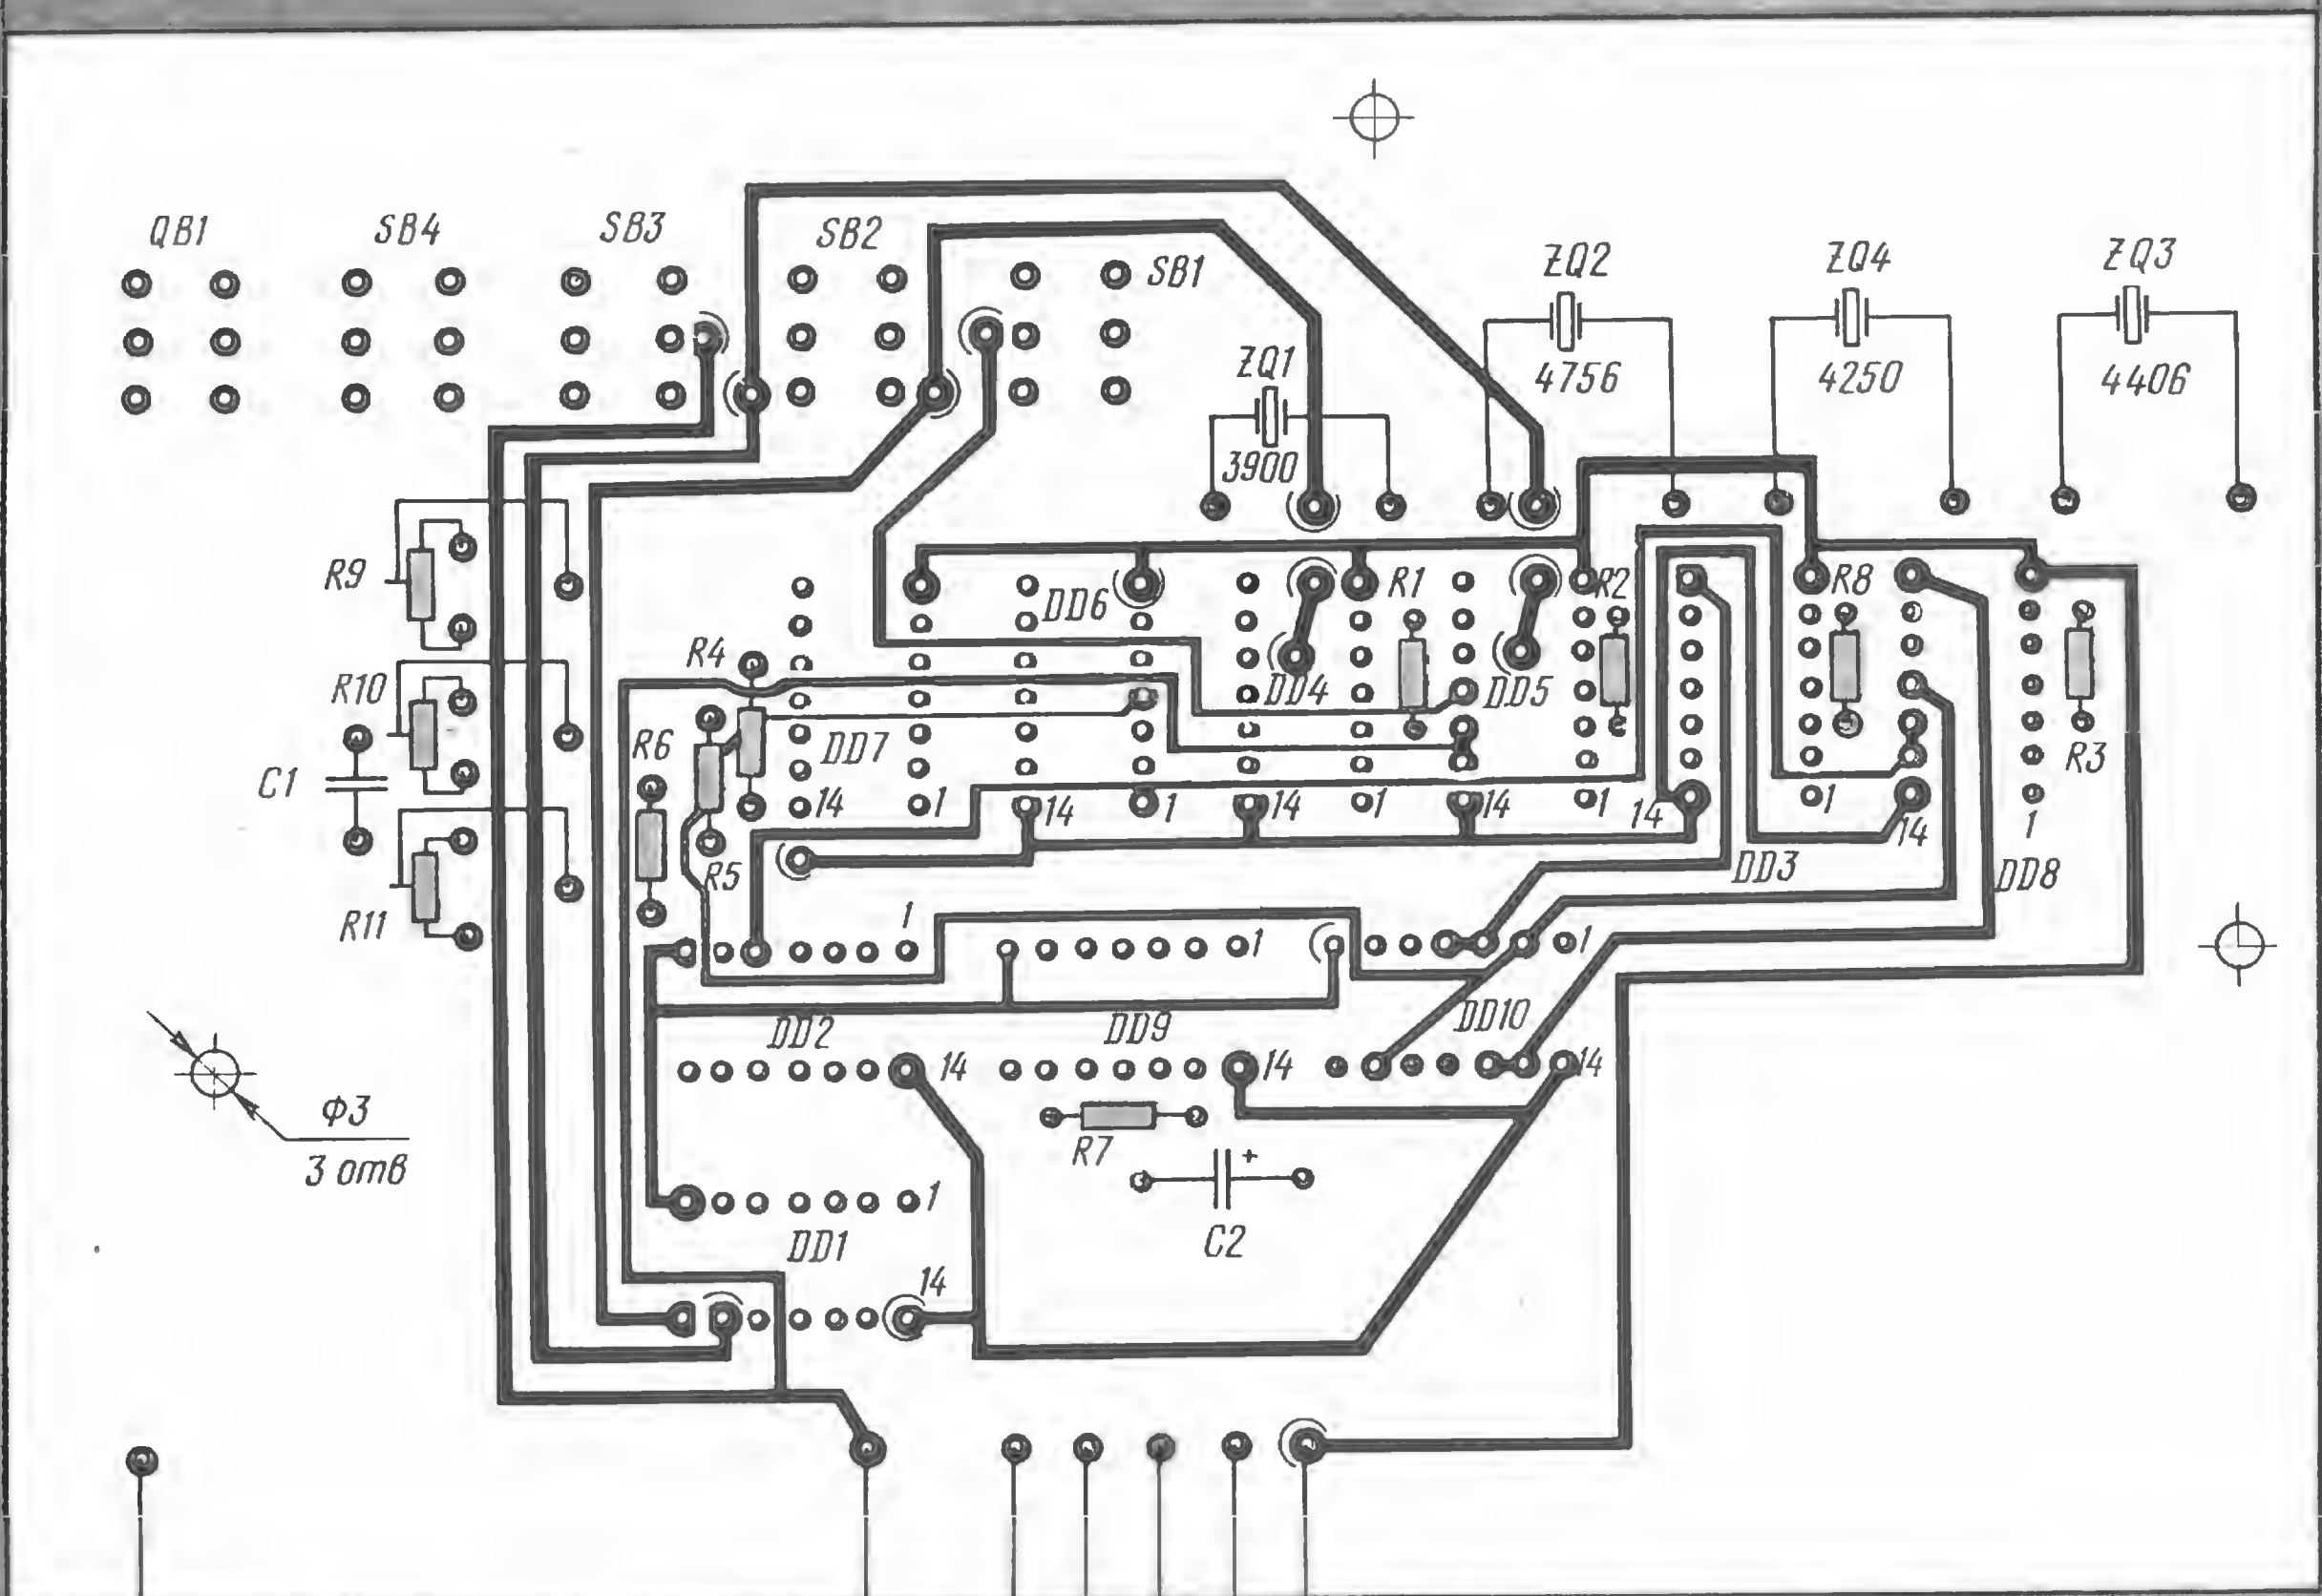 QB1 SB4 SB3 SB2 SB1
ZQ2 ZQ4 ZQ3
ZQ1 4756 4250 4406
3900
R9 DD6 R1 R2 R8
R4
R10 DD4 DD5
R6 DD7 R3
C1
14 1 14 1 14 1 14 1 14 1 14 1
R5 DD3 DD8
R11 1 1 1
DD2 DD9 DD10
14 14 14
Ф3 R7 +
3 отв
1
DD1 C2
14